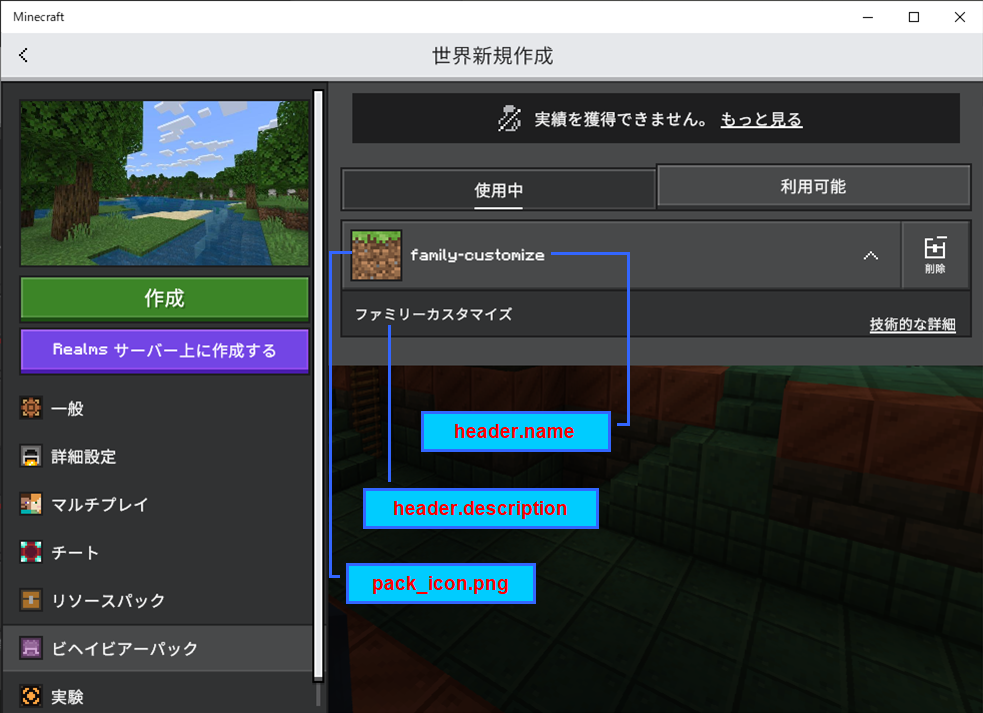 Minecraft
世界新規作成
実績を獲得できません。 もっと見る
使用中
利用可能
family-customize
削除
ファミリーカスタマイズ
技術的な詳細
作成
Realms サーバー上に作成する
一般
詳細設定
マルチプレイ
チート
リソースパック
ビヘイビアーパック
実験
header.name
header.description
pack_icon.png